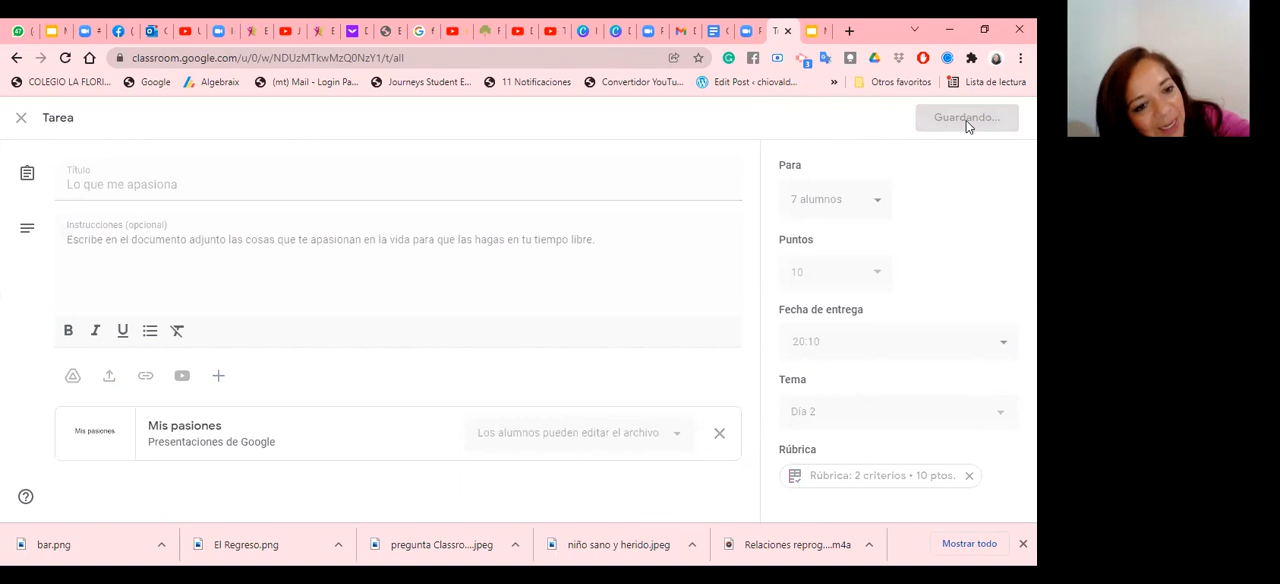 classroom.google.com/u/0/w/NDUzMTkwMzQ0NzY1/t/all
COLEGIO LA FLORI...
Google
Algebraix
(mt) Mail - Login Pa...
Journeys Student E...
11 Notificaciones
Convertidor YouTu...
Edit Post ‹ chiovald...
»
Otros favoritos
Lista de lectura
Tarea
Guardando...
Título
Lo que me apasiona
Instrucciones (opcional)
Escribe en el documento adjunto las cosas que te apasionan en la vida para que las hagas en tu tiempo libre.
B I U
Mis pasiones
Mis pasiones
Presentaciones de Google
Los alumnos pueden editar el archivo
Para
7 alumnos
Puntos
10
Fecha de entrega
20:10
Tema
Día 2
Rúbrica
Rúbrica: 2 criterios • 10 ptos.
bar.png
El Regreso.png
pregunta Classro....jpeg
niño sano y herido.jpeg
Relaciones reprog....m4a
Mostrar todo